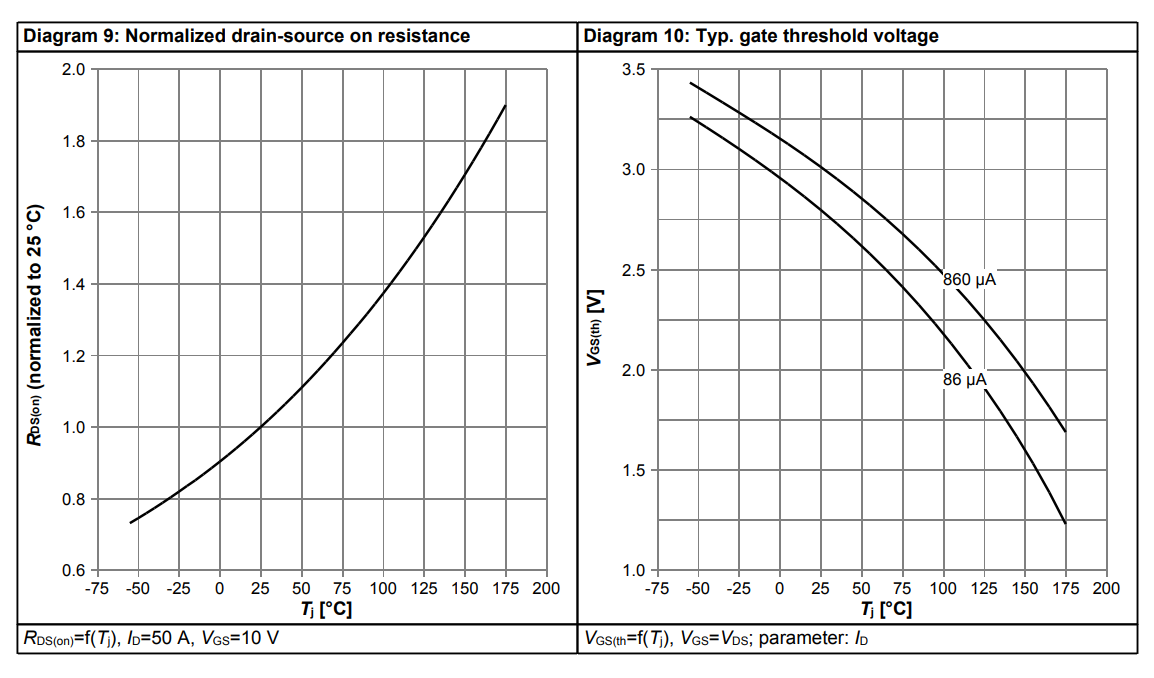 Diagram 9: Normalized drain-source on resistance
2.0
1.8
1.6
1.4
1.2
1.0
0.8
0.6
-75 -50 -25 0 25 50 75 100 125 150 175 200
RDS(on) (normalized to 25 °C)
Tj [°C]
RDS(on)=f(Tj), ID=50 A, VGS=10 V
Diagram 10: Typ. gate threshold voltage
3.5
3.0
2.5
2.0
1.5
1.0
-75 -50 -25 0 25 50 75 100 125 150 175 200
VGS(th) [V]
860 µA
86 µA
Tj [°C]
VGS(th=f(Tj), VGS=VDS; parameter: ID